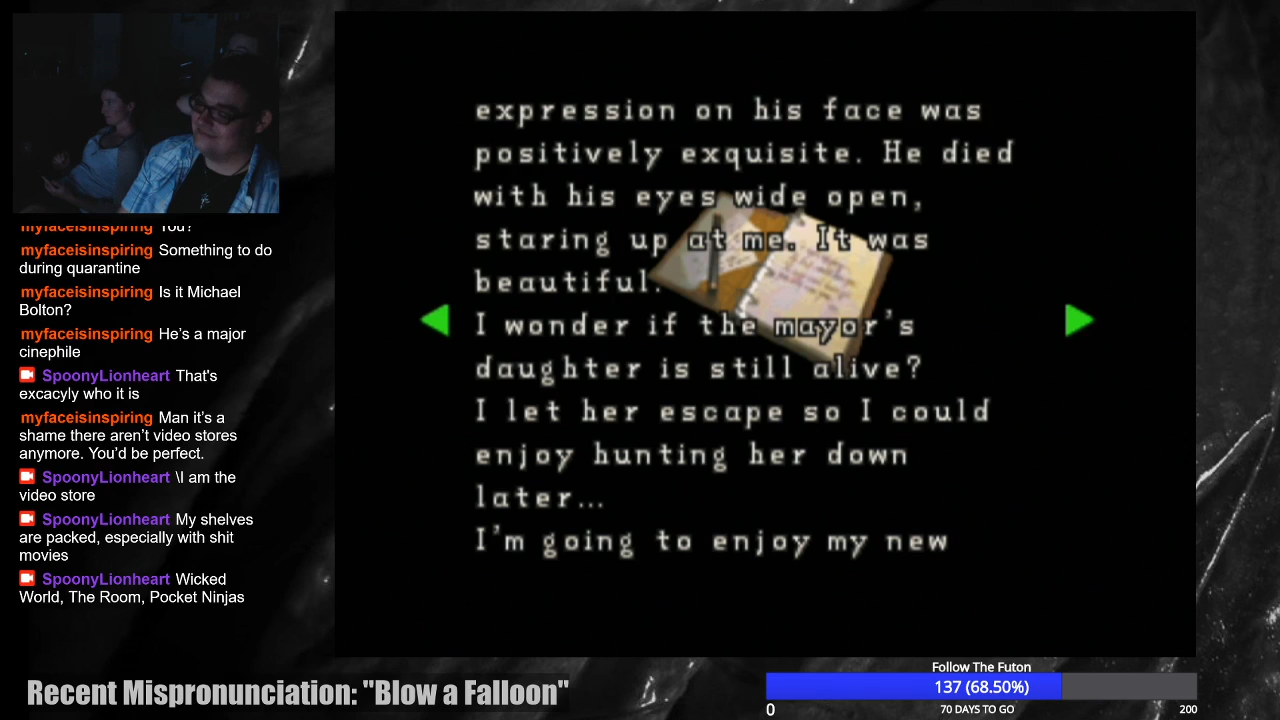 myfaceisinspiring You?
myfaceisinspiring Something to do
during quarantine
myfaceisinspiring Is it Michael
Bolton?
myfaceisinspiring He's a major
cinephile
SpoonyLionheart That's
excacyly who it is
myfaceisinspiring Man it's a
shame there aren't video stores
anymore. You'd be perfect.
SpoonyLionheart \I am the
video store
SpoonyLionheart My shelves
are packed, especially with shit
movies
SpoonyLionheart Wicked
World, The Room, Pocket Ninjas
expression on his face was
positively exquisite. He died
with his eyes wide open,
staring up at me. It was
beautiful.
I wonder if the mayor's
daughter is still alive?
I let her escape so I could
enjoy hunting her down
later...
I'm going to enjoy my new
Recent Mispronunciation: "Blow a Falloon"
Follow The Futon
137 (68.50%)
0
70 DAYS TO GO
200